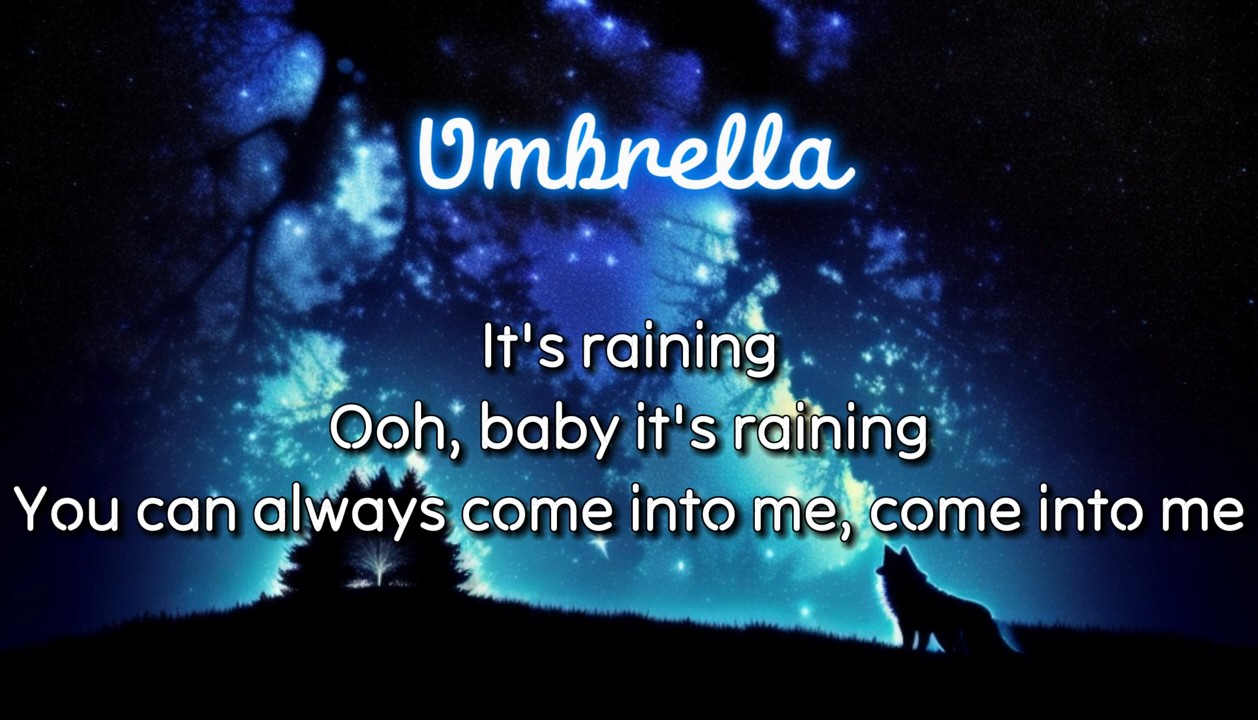 Umbrella
It's raining
Ooh, baby it's raining
You can always come into me, come into me